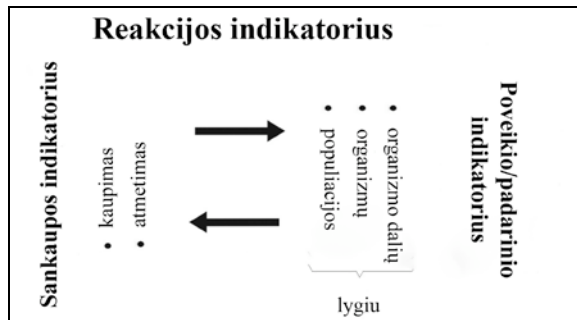 Reakcijos indikatorius
Sankaupos indikatorius
• kaupimas
• atmetimas
• populiacijos
• organizmų
• organizmo dalių
lygiu
Poveikio/padarinio
indikatorius